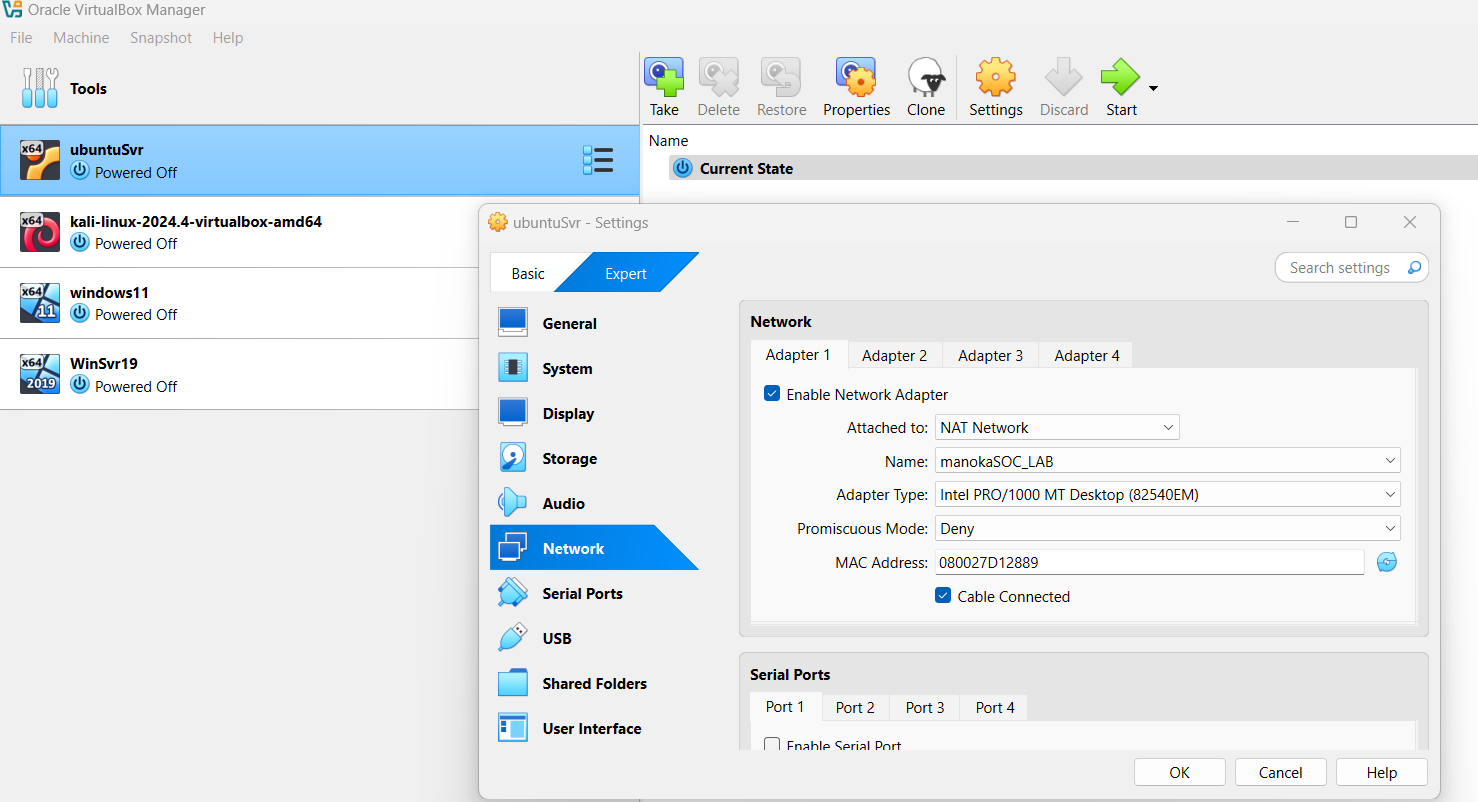 Oracle VirtualBox Manager
File Machine Snapshot Help
Tools
Take Delete Restore Properties Clone Settings Discard Start
x64
ubuntuSvr
Powered Off
x64
kali-linux-2024.4-virtualbox-amd64
Powered Off
x64
11
windows11
Powered Off
x64
2019
WinSvr19
Powered Off
Name
Current State
ubuntuSvr - Settings
Basic Expert
Search settings
General
System
Display
Storage
Audio
Network
Serial Ports
USB
Shared Folders
User Interface
Network
Adapter 1 Adapter 2 Adapter 3 Adapter 4
Enable Network Adapter
Attached to: NAT Network
Name: manokaSOC_LAB
Adapter Type: Intel PRO/1000 MT Desktop (82540EM)
Promiscuous Mode: Deny
MAC Address: 080027D12889
Cable Connected
Serial Ports
Port 1 Port 2 Port 3 Port 4
Enable Serial Port
OK Cancel Help